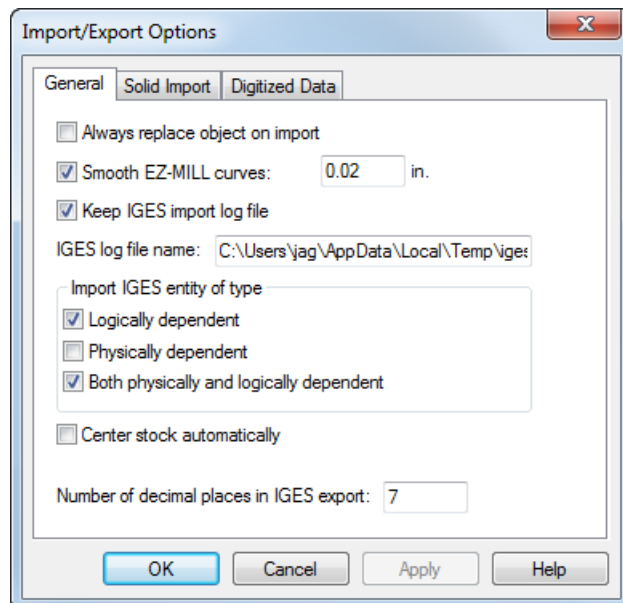 Import/Export Options
General Solid Import Digitized Data
Always replace object on import
Smooth EZ-MILL curves: 0.02 in.
Keep IGES import log file
IGES log file name: C:\Users\jag\AppData\Local\Temp\iges
Import IGES entity of type
Logically dependent
Physically dependent
Both physically and logically dependent
Center stock automatically
Number of decimal places in IGES export: 7
OK Cancel Apply Help